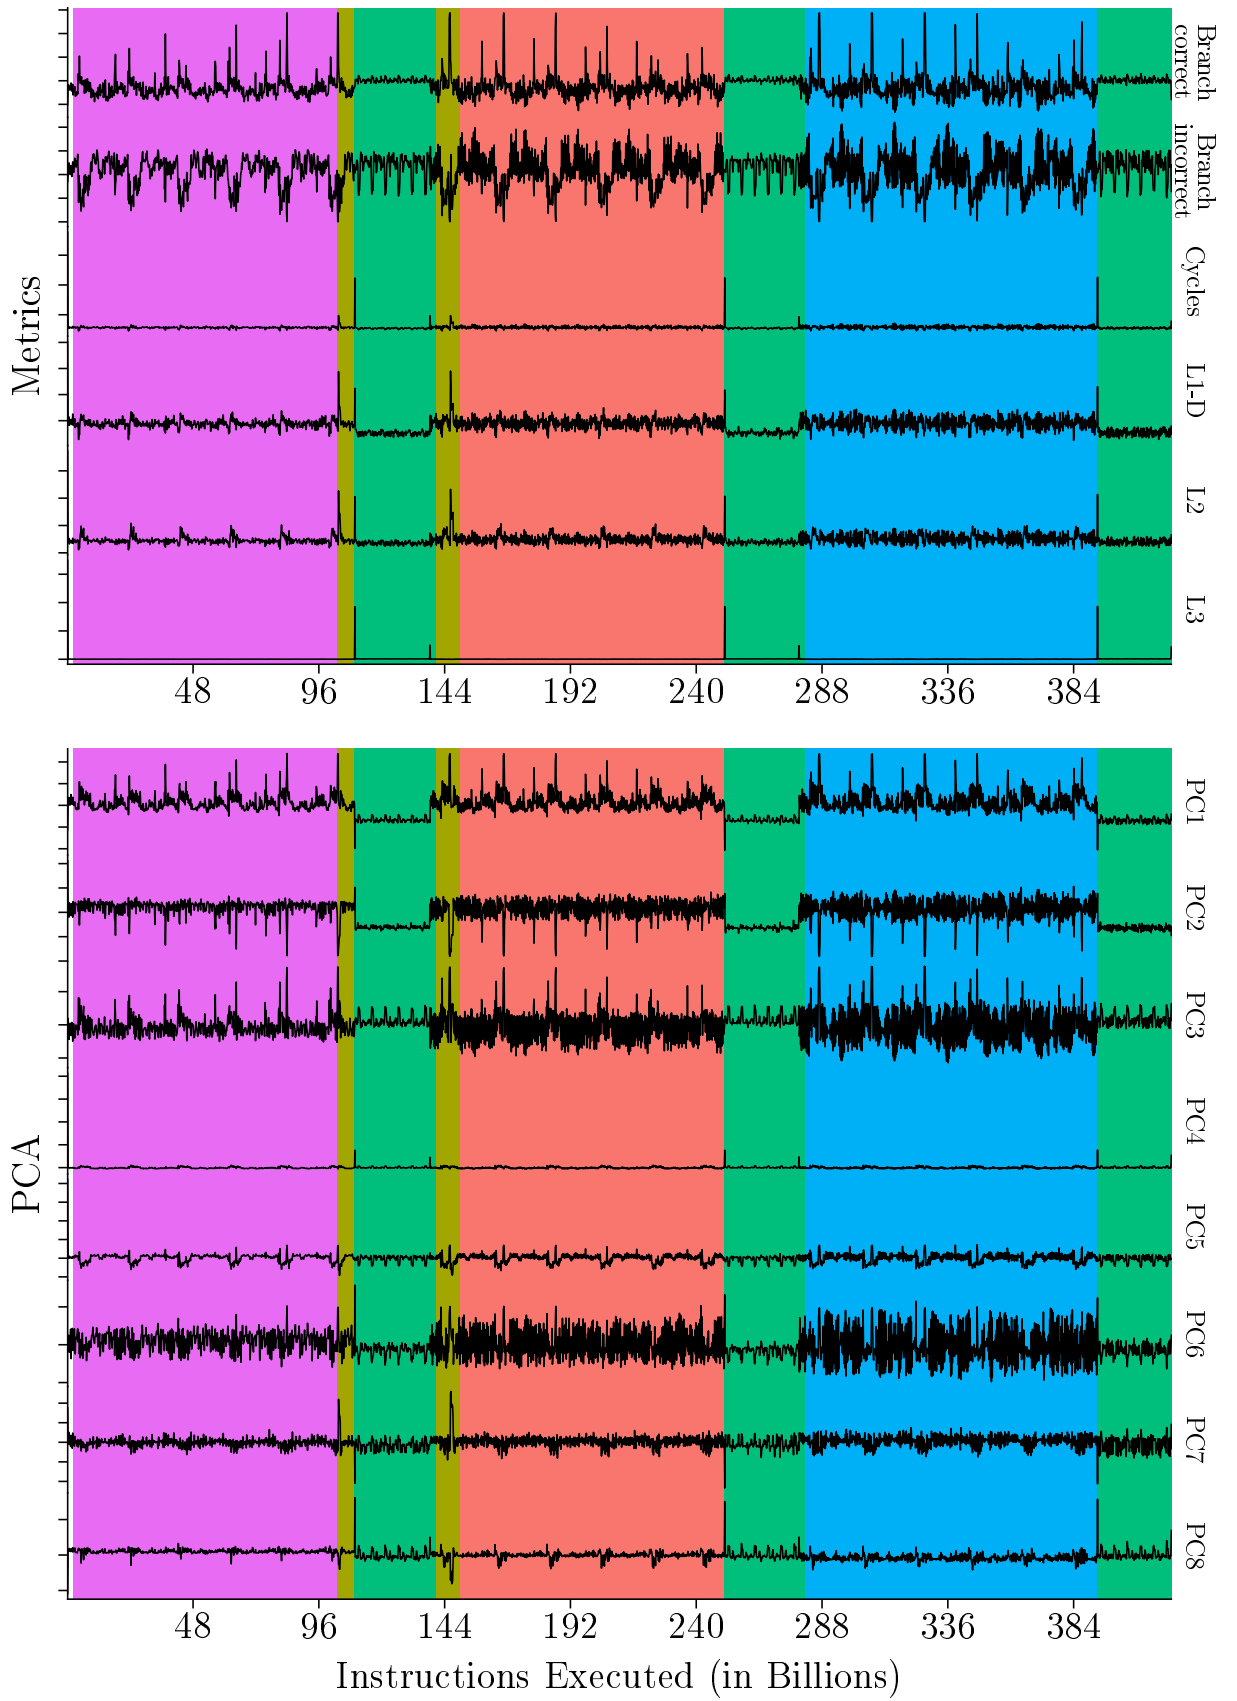 Branch
correct
Branch
incorrect
Cycles
L1-D
L2
L3
Metrics
48 96 144 192 240 288 336 384
PC1
PC2
PC3
PC4
PC5
PC6
PC7
PC8
PCA
48 96 144 192 240 288 336 384
Instructions Executed (in Billions)